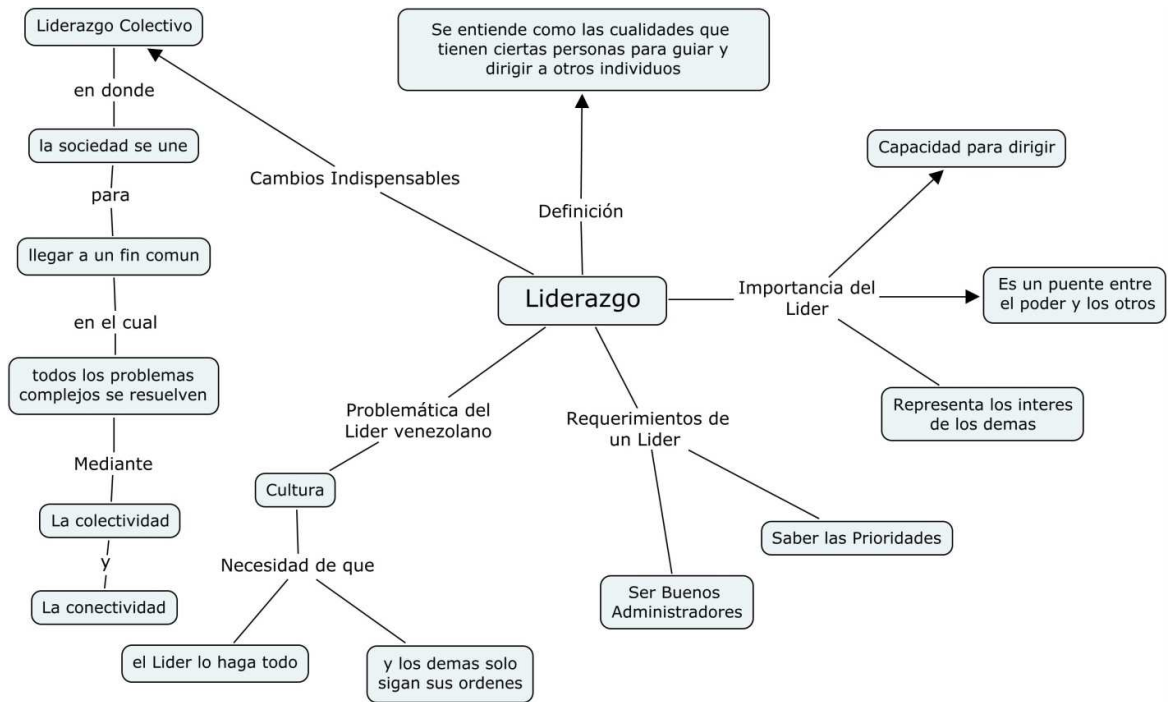 Liderazgo Colectivo
en donde
la sociedad se une
para
llegar a un fin comun
en el cual
todos los problemas
complejos se resuelven
Mediante
La colectividad
y
La conectividad
Cambios Indispensables
Se entiende como las cualidades que
tienen ciertas personas para guiar y
dirigir a otros individuos
Definición
Liderazgo
Importancia del
Lider
Capacidad para dirigir
Es un puente entre
el poder y los otros
Representa los interes
de los demas
Problemática del
Lider venezolano
Cultura
Necesidad de que
el Lider lo haga todo
y los demas solo
sigan sus ordenes
Requerimientos de
un Lider
Ser Buenos
Administradores
Saber las Prioridades